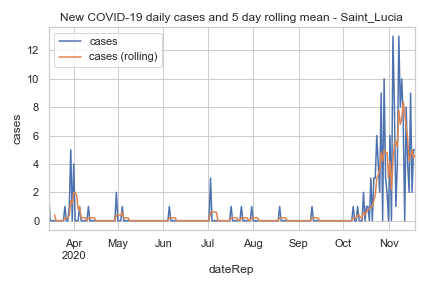 New COVID-19 daily cases and 5 day rolling mean - Saint_Lucia
cases
cases (rolling)
12
10
8
6
4
2
0
cases
Apr May Jun Jul Aug Sep Oct Nov
2020
dateRep